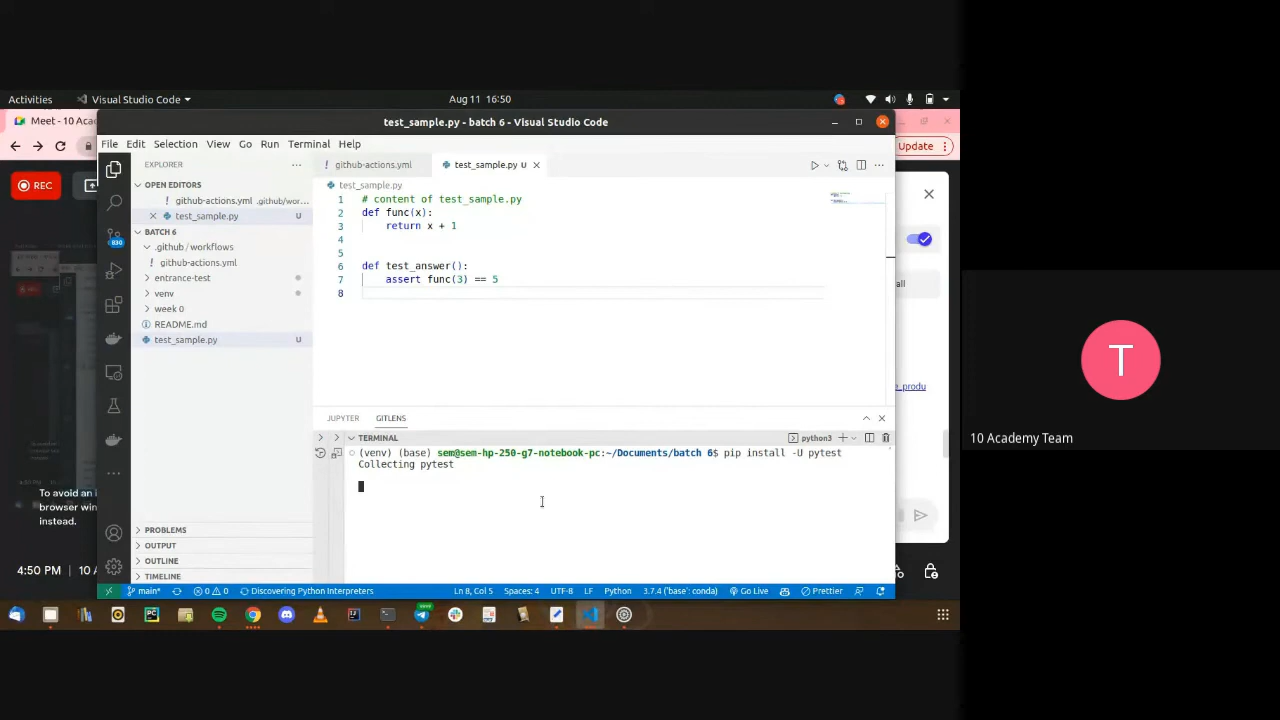 Activities
Visual Studio Code
Aug 11 16:50
Meet - 10 Aca
Update
test_sample.py - batch 6 - Visual Studio Code
File Edit Selection View Go Run Terminal Help
REC
EXPLORER
github-actions.yml
test_sample.py U
OPEN EDITORS
github-actions.yml .github/wor...
test_sample.py U
BATCH 6
.github/workflows
github-actions.yml
entrance-test
venv
week 0
README.md
test_sample.py U
830
test_sample.py
1 # content of test_sample.py
2 def func(x):
3 return x + 1
4
5
6 def test_answer():
7 assert func(3) == 5
8
all
e_produ
JUPYTER GITLENS
TERMINAL
python3
(venv) (base) sem@sem-hp-250-g7-notebook-pc:~/Documents/batch 6$ pip install -U pytest
Collecting pytest
To avoid an i
browser win
instead.
PROBLEMS
OUTPUT
OUTLINE
TIMELINE
4:50 PM | 10 A
main* 0 0 Discovering Python Interpreters Ln 8, Col 5 Spaces: 4 UTF-8 LF Python 3.7.4 ('base': conda) Go Live Prettier
T
10 Academy Team